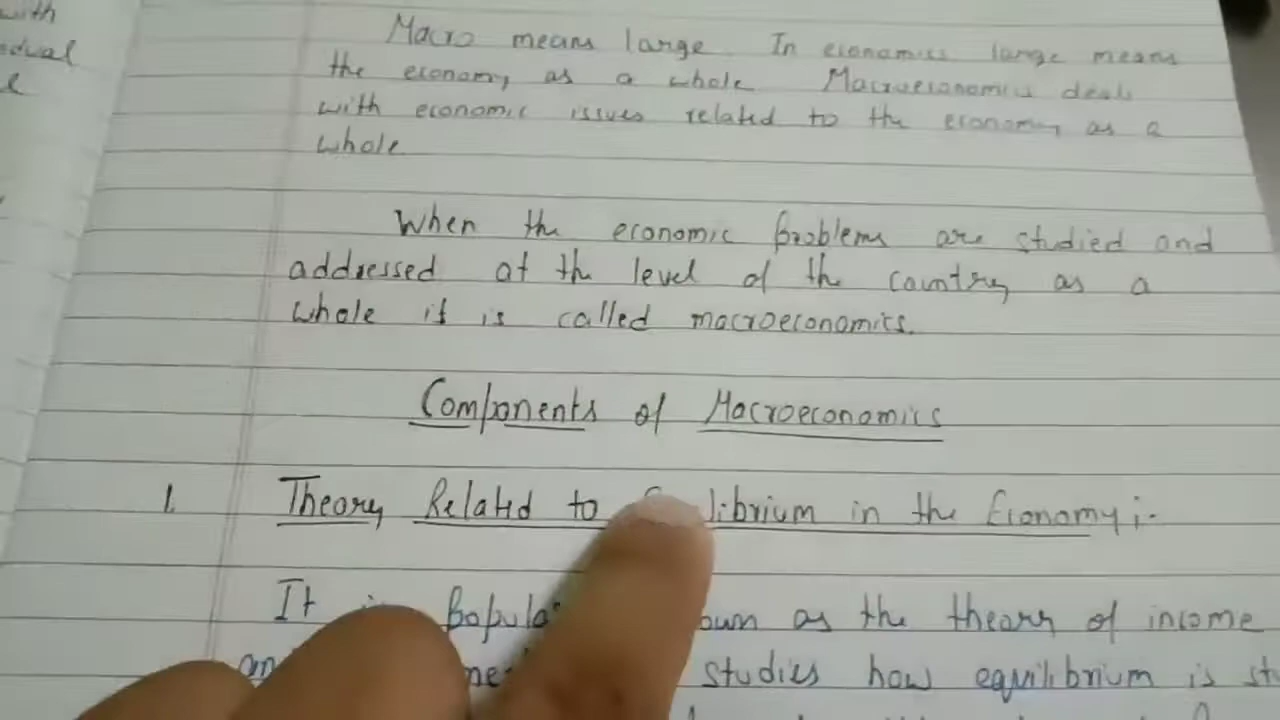 with
Macro means large In economics large means
the economy as a whole Macroeconomics deals
with economic issues related to the economy as a
whole
When the economic problems are studied and
addressed at the level of the country as a
whole it is called macroeconomics.
Components of Macroeconomics
1. Theory Related to librium in the Economy:-
It as the theory of income
studies how equilibrium is